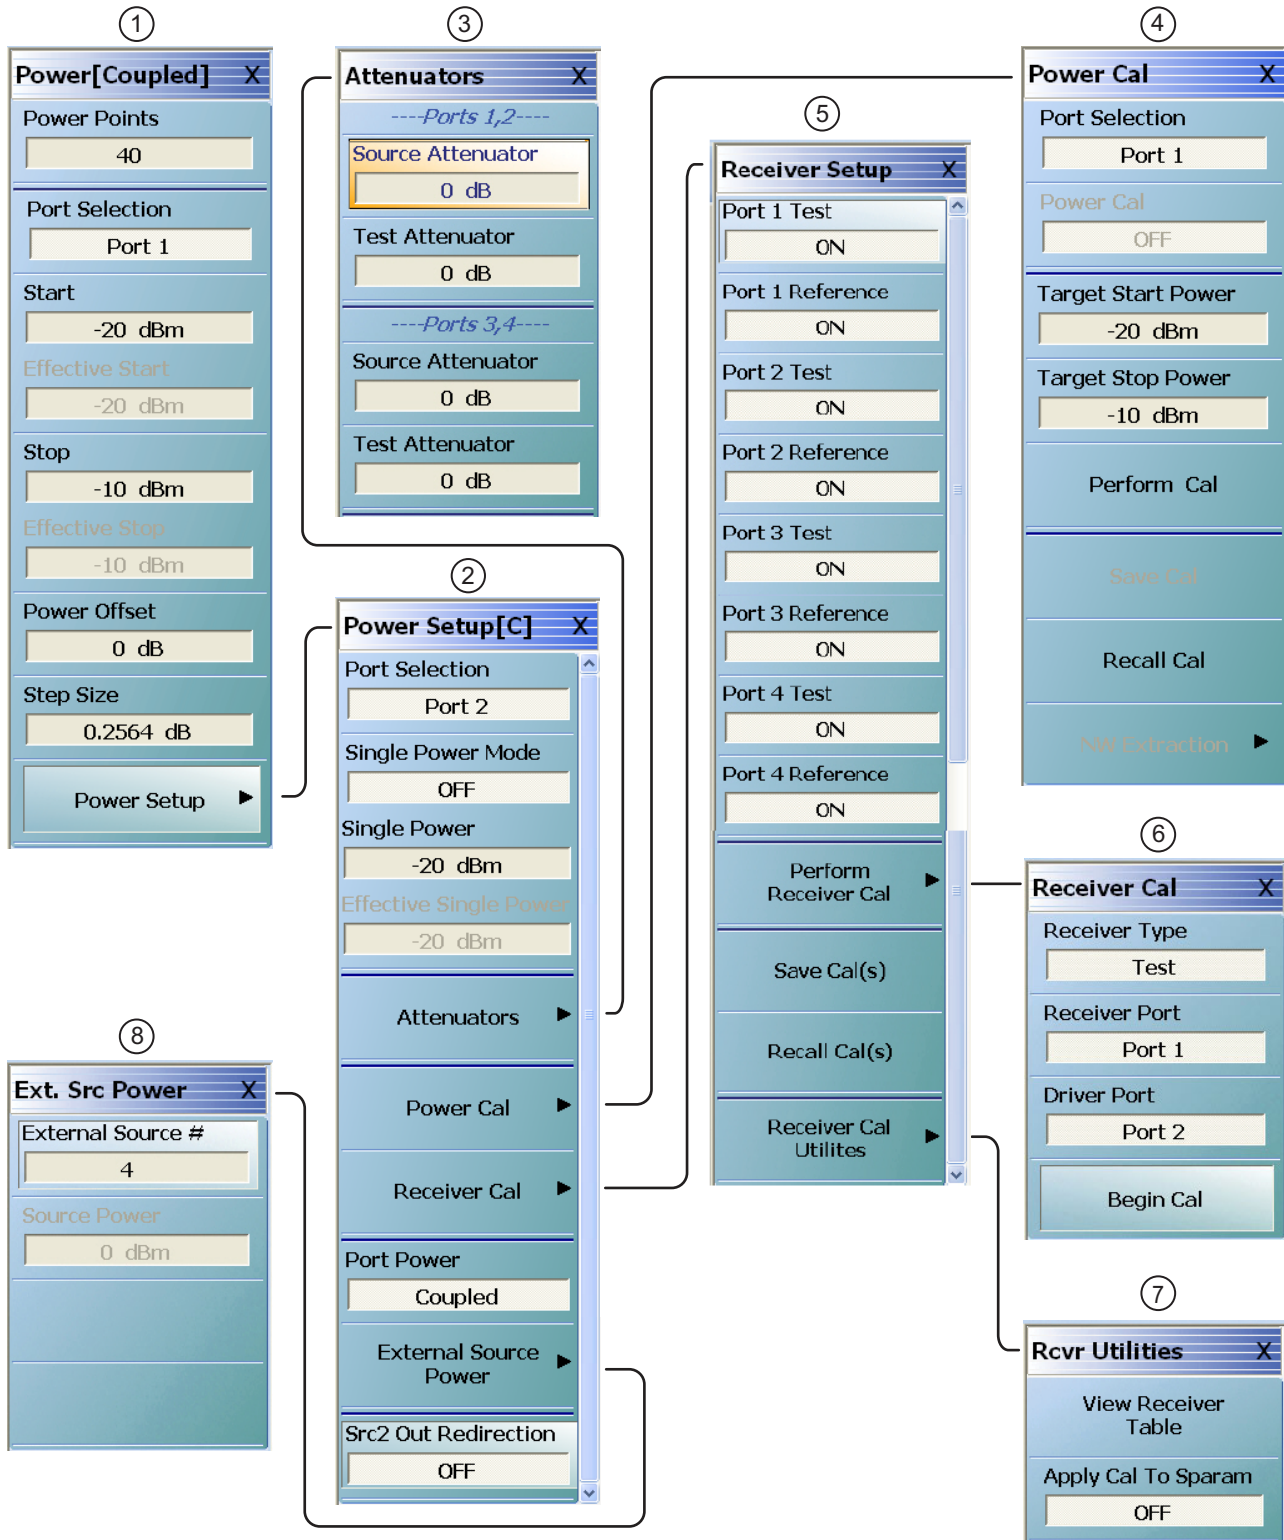 1
Power[Coupled] X
Power Points
40
Port Selection
Port 1
Start
-20 dBm
Effective Start
-20 dBm
Stop
-10 dBm
Effective Stop
-10 dBm
Power Offset
0 dB
Step Size
0.2564 dB
Power Setup
2
Power Setup[C] X
Port Selection
Port 2
Single Power Mode
OFF
Single Power
-20 dBm
Effective Single Power
-20 dBm
Attenuators
Power Cal
Receiver Cal
Port Power
Coupled
External Source
Power
Src2 Out Redirection
OFF
3
Attenuators X
----Ports 1,2----
Source Attenuator
0 dB
Test Attenuator
0 dB
----Ports 3,4----
Source Attenuator
0 dB
Test Attenuator
0 dB
4
Power Cal X
Port Selection
Port 1
Power Cal
OFF
Target Start Power
-20 dBm
Target Stop Power
-10 dBm
Perform Cal
Save Cal
Recall Cal
NW Extraction
5
Receiver Setup X
Port 1 Test
ON
Port 1 Reference
ON
Port 2 Test
ON
Port 2 Reference
ON
Port 3 Test
ON
Port 3 Reference
ON
Port 4 Test
ON
Port 4 Reference
ON
Perform
Receiver Cal
Save Cal(s)
Recall Cal(s)
Receiver Cal
Utilites
6
Receiver Cal X
Receiver Type
Test
Receiver Port
Port 1
Driver Port
Port 2
Begin Cal
7
Rcvr Utilities X
View Receiver
Table
Apply Cal To Sparam
OFF
8
Ext. Src Power X
External Source #
4
Source Power
0 dBm